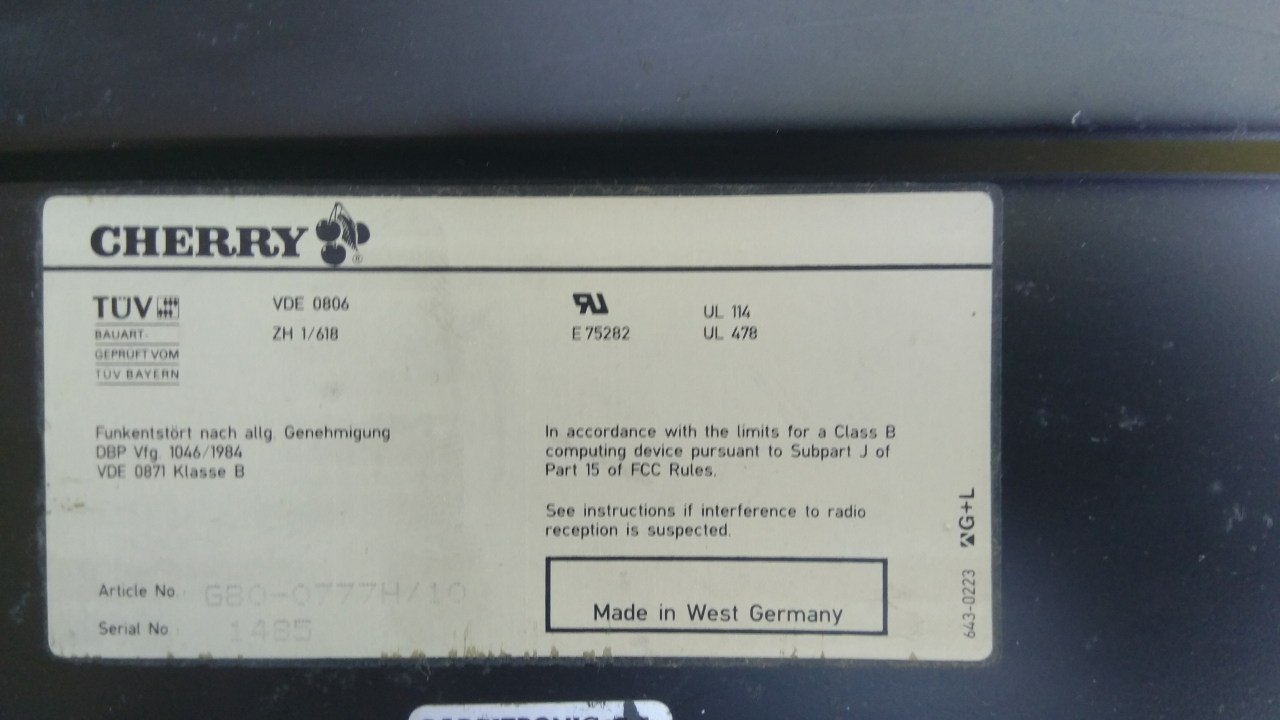 CHERRY ®
TÜV
BAUART-
GEPRÜFT VOM
TÜV BAYERN
VDE 0806
ZH 1/618
E 75282
UL 114
UL 478
Funkentstört nach allg. Genehmigung
DBP Vfg. 1046/1984
VDE 0871 Klasse B
In accordance with the limits for a Class B
computing device pursuant to Subpart J of
Part 15 of FCC Rules.
See instructions if interference to radio
reception is suspected.
Article No. G80-0777H/10
Serial No. 1485
Made in West Germany
643-0223 G+L